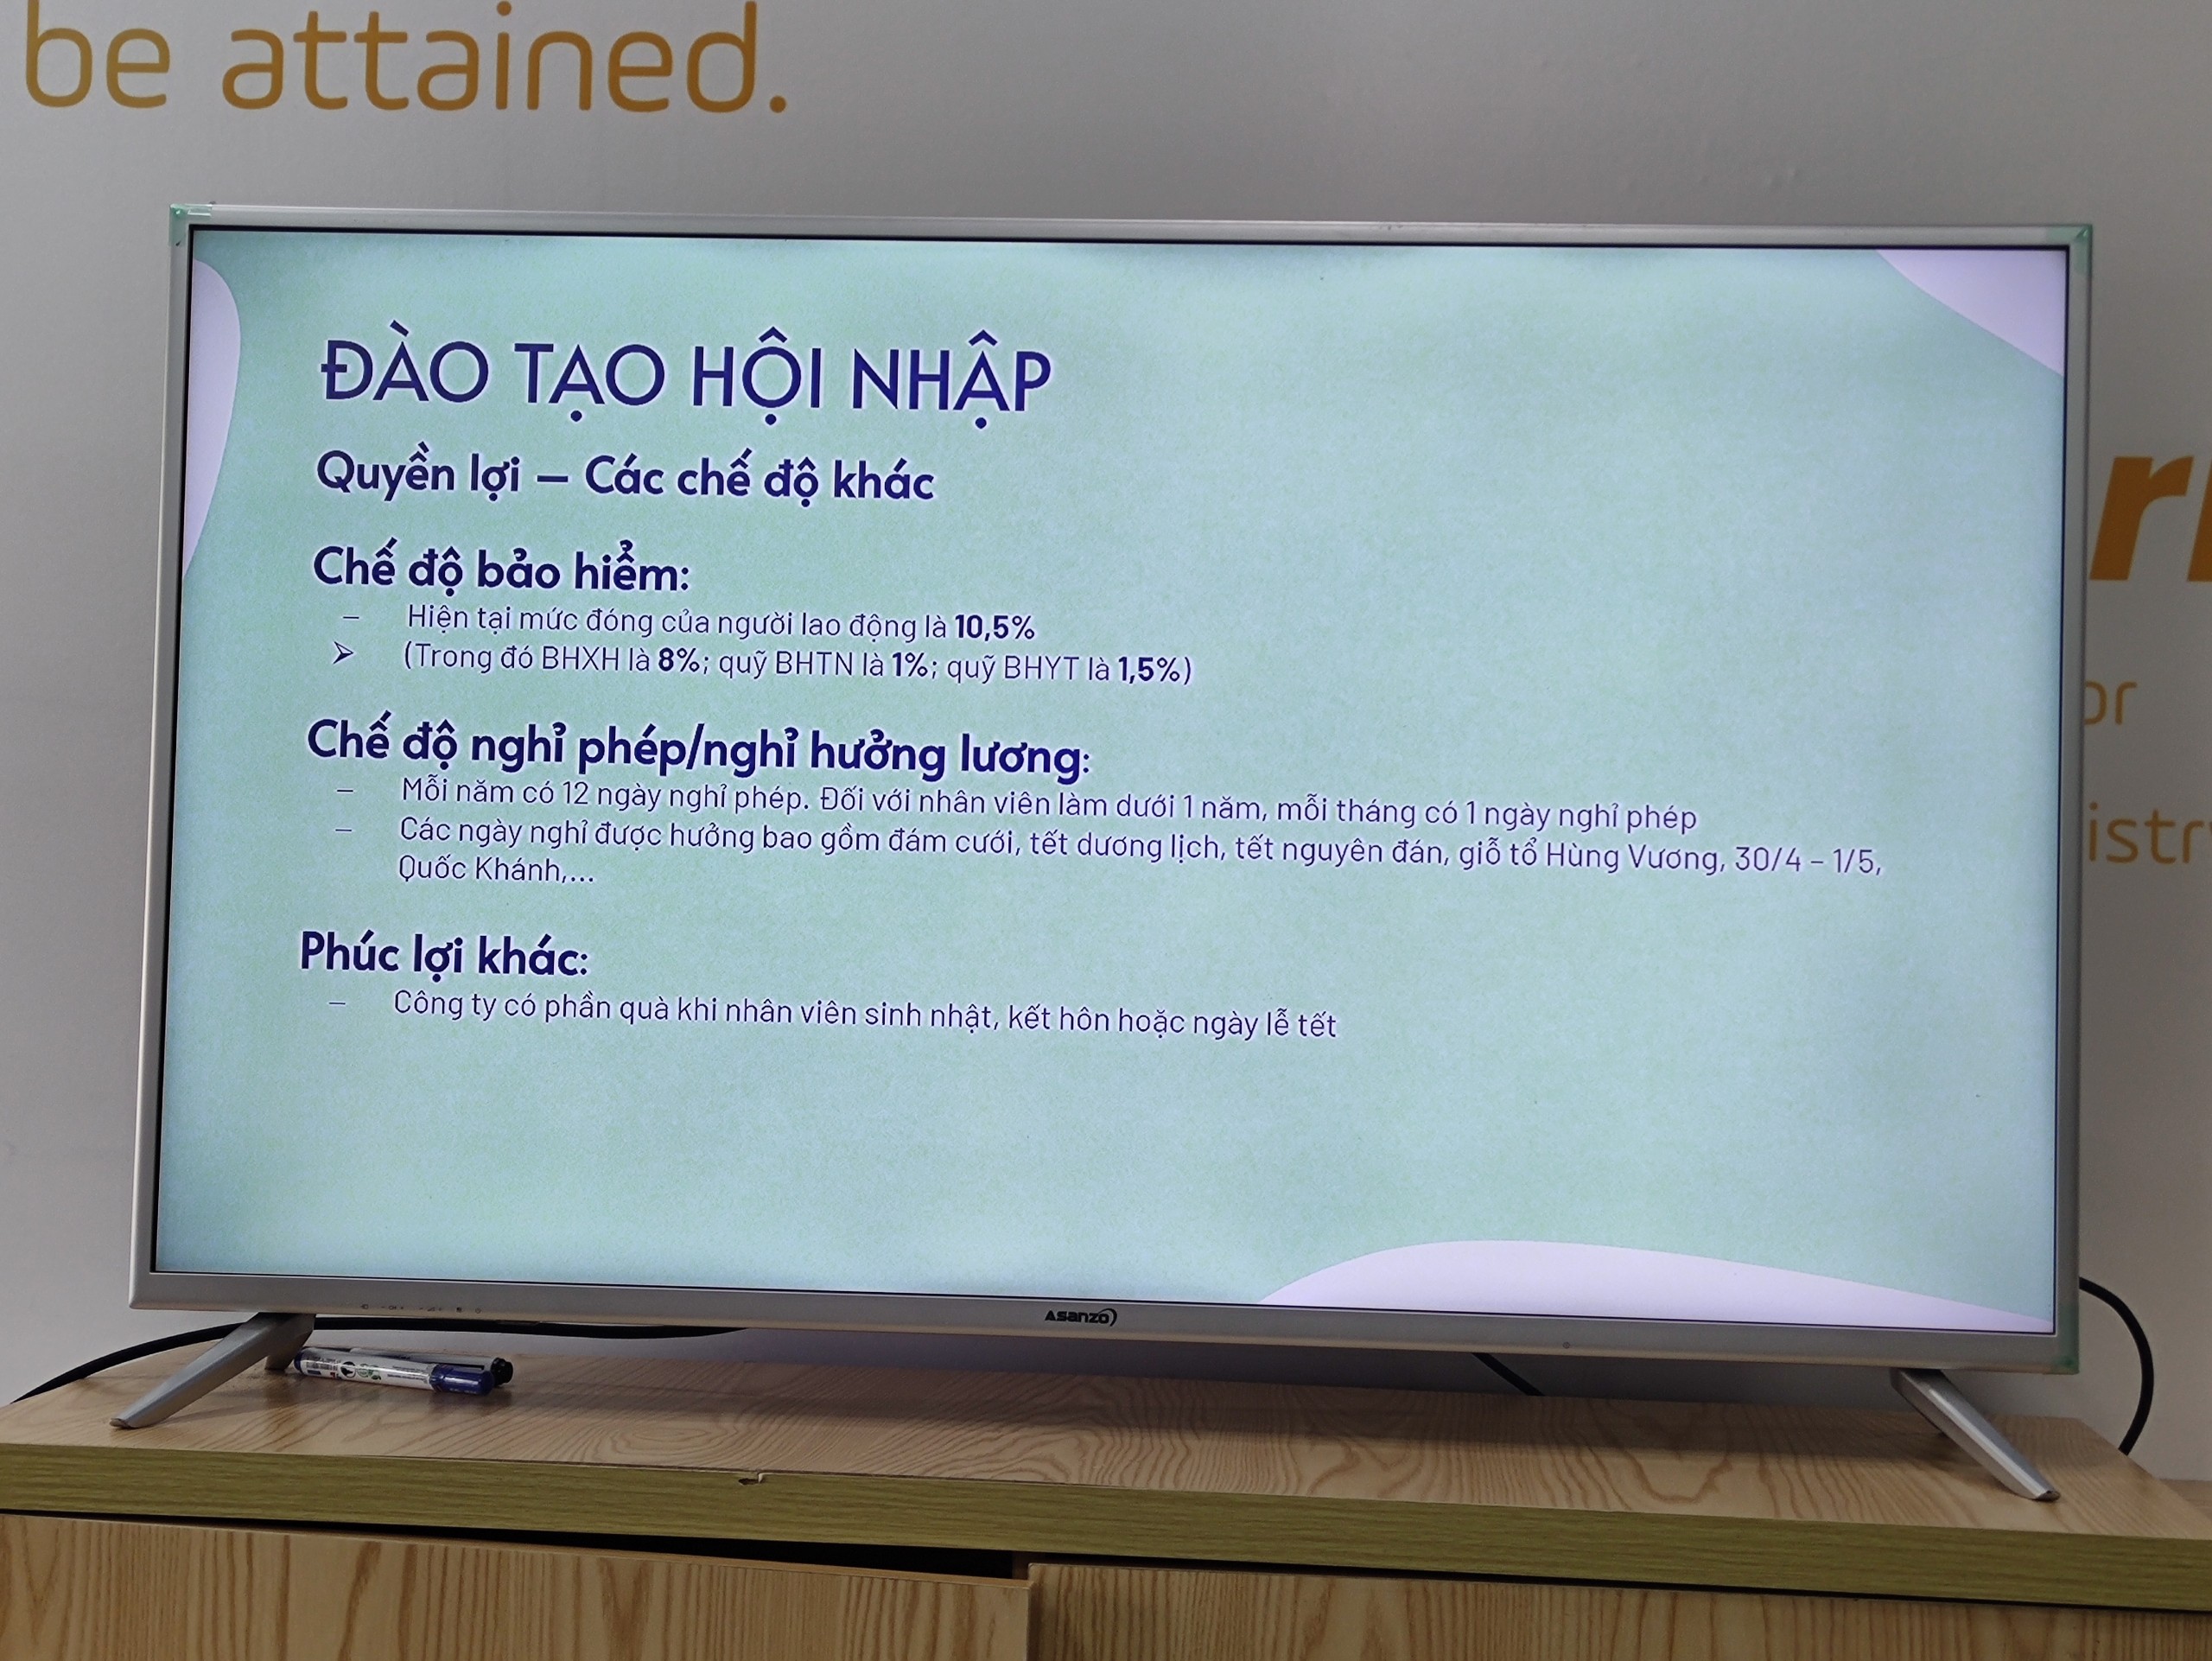 be attained.
ĐÀO TẠO HỘI NHẬP
Quyền lợi – Các chế độ khác
Chế độ bảo hiểm:
– Hiện tại mức đóng của người lao động là 10,5%
➢ (Trong đó BHXH là 8%; quỹ BHTN là 1%; quỹ BHYT là 1,5%)
Chế độ nghỉ phép/nghỉ hưởng lương:
– Mỗi năm có 12 ngày nghỉ phép. Đối với nhân viên làm dưới 1 năm, mỗi tháng có 1 ngày nghỉ phép
– Các ngày nghỉ được hưởng bao gồm đám cưới, tết dương lịch, tết nguyên đán, giỗ tổ Hùng Vương, 30/4 – 1/5,
Quốc Khánh,...
Phúc lợi khác:
– Công ty có phần quà khi nhân viên sinh nhật, kết hôn hoặc ngày lễ tết
Asanzo